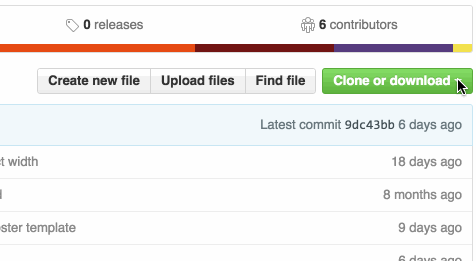 0 releases 6 contributors
Create new file Upload files Find file Clone or download
Latest commit 9dc43bb 6 days ago
width 18 days ago
8 months ago
template 9 days ago
6 days ago